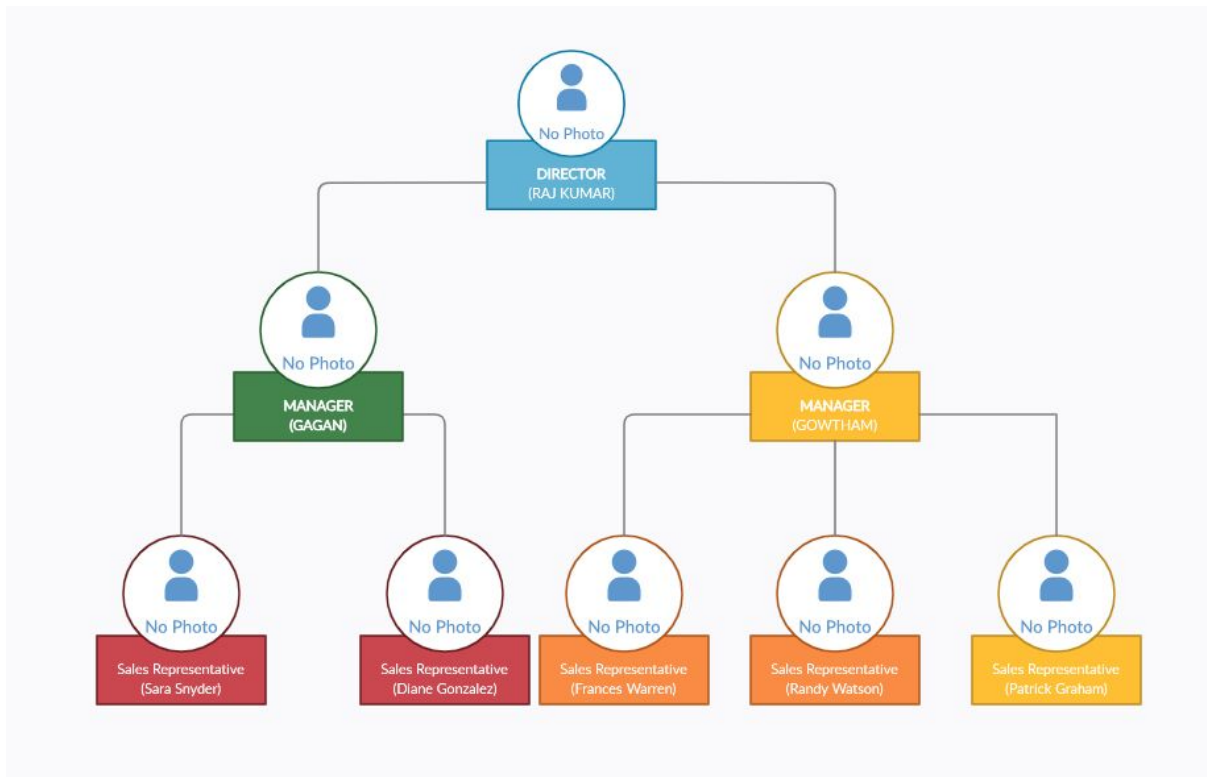 No Photo
DIRECTOR
(RAJ KUMAR)
No Photo
MANAGER
(GAGAN)
No Photo
MANAGER
(GOWTHAM)
No Photo
Sales Representative
(Sara Snyder)
No Photo
Sales Representative
(Diane Gonzalez)
No Photo
Sales Representative
(Frances Warren)
No Photo
Sales Representative
(Randy Watson)
No Photo
Sales Representative
(Patrick Graham)